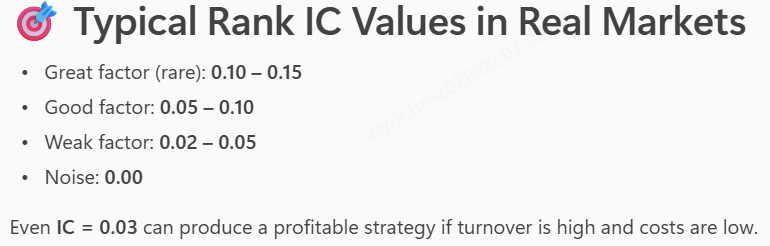 🎯 Typical Rank IC Values in Real Markets
• Great factor (rare): 0.10 – 0.15
• Good factor: 0.05 – 0.10
• Weak factor: 0.02 – 0.05
• Noise: 0.00
Even IC = 0.03 can produce a profitable strategy if turnover is high and costs are low.